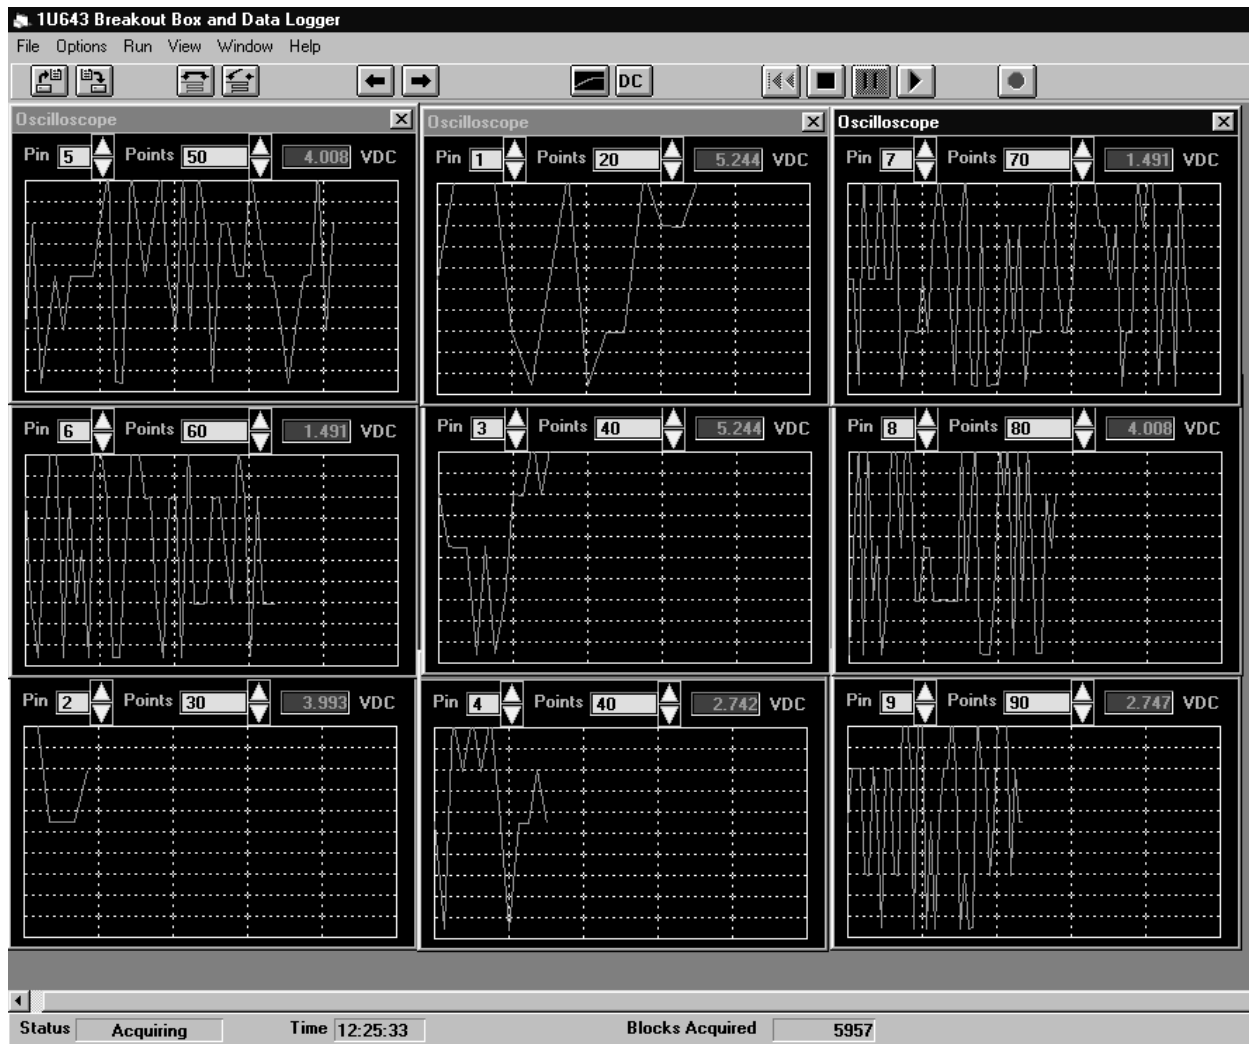 1U643 Breakout Box and Data Logger
File Options Run View Window Help
DC
Oscilloscope
Pin 5 Points 50 4.008 VDC
Oscilloscope
Pin 1 Points 20 5.244 VDC
Oscilloscope
Pin 7 Points 70 1.491 VDC
Pin 6 Points 60 1.491 VDC
Pin 3 Points 40 5.244 VDC
Pin 8 Points 80 4.008 VDC
Pin 2 Points 30 3.993 VDC
Pin 4 Points 40 2.742 VDC
Pin 9 Points 90 2.747 VDC
Status Acquiring Time 12:25:33 Blocks Acquired 5957